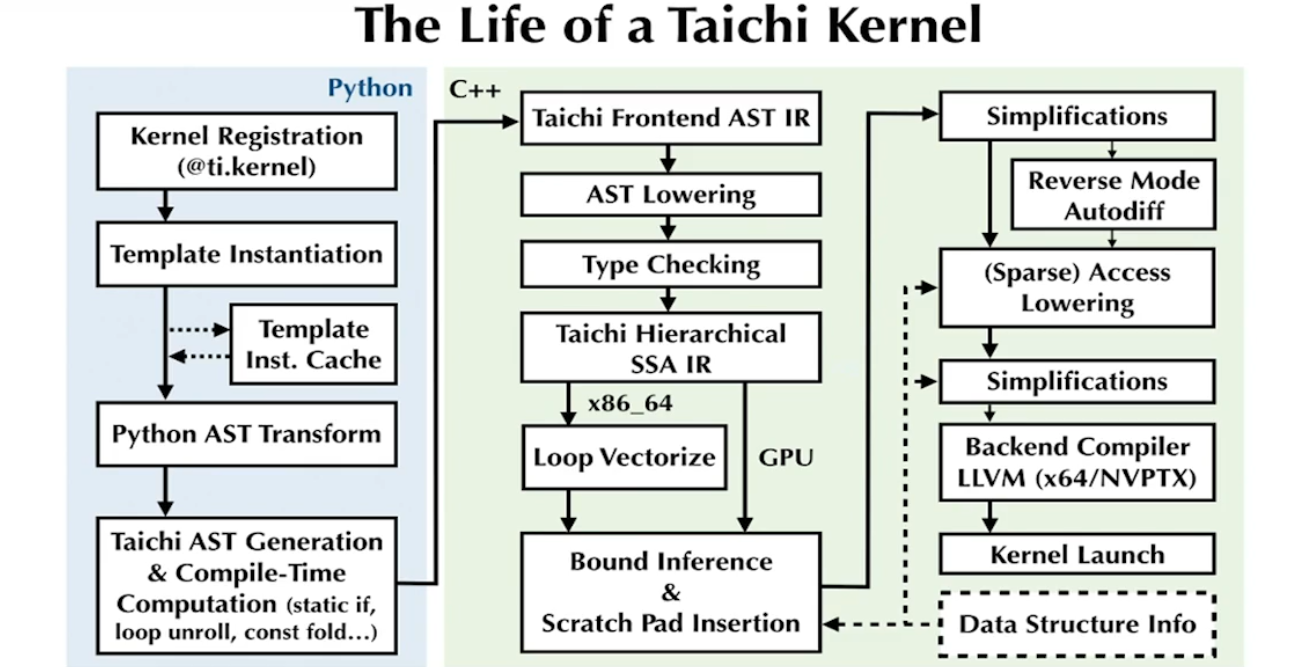 The Life of a Taichi Kernel
Python
Kernel Registration
(@ti.kernel)
Template Instantiation
Template
Inst. Cache
Python AST Transform
Taichi AST Generation
& Compile-Time
Computation (static if,
loop unroll, const fold...)
C++
Taichi Frontend AST IR
AST Lowering
Type Checking
Taichi Hierarchical
SSA IR
x86_64
Loop Vectorize
GPU
Bound Inference
&
Scratch Pad Insertion
Simplifications
Reverse Mode
Autodiff
(Sparse) Access
Lowering
Simplifications
Backend Compiler
LLVM (x64/NVPTX)
Kernel Launch
Data Structure Info